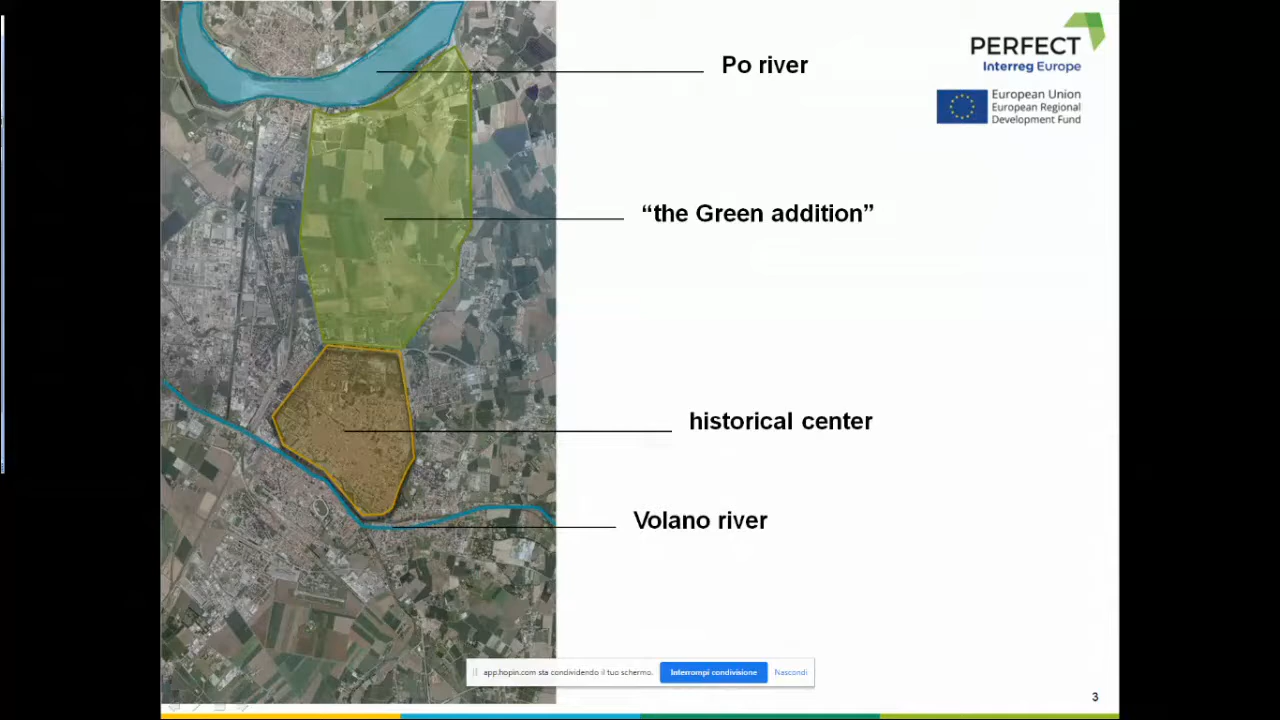 PERFECT
Interreg Europe
European Union
European Regional
Development Fund
Po river
“the Green addition”
historical center
Volano river
app.hopin.com sta condividendo il tuo schermo.
Interrompi condivisione
Nascondi
3